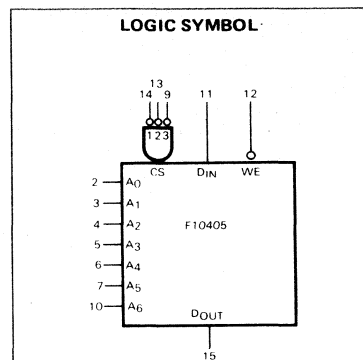 LOGIC SYMBOL
13
14 9 12
11
1 2 3
CS DIN WE
2 A0
3 A1
F10405
4 A2
5 A3
6 A4
7 A5
10 A6
DOUT
15